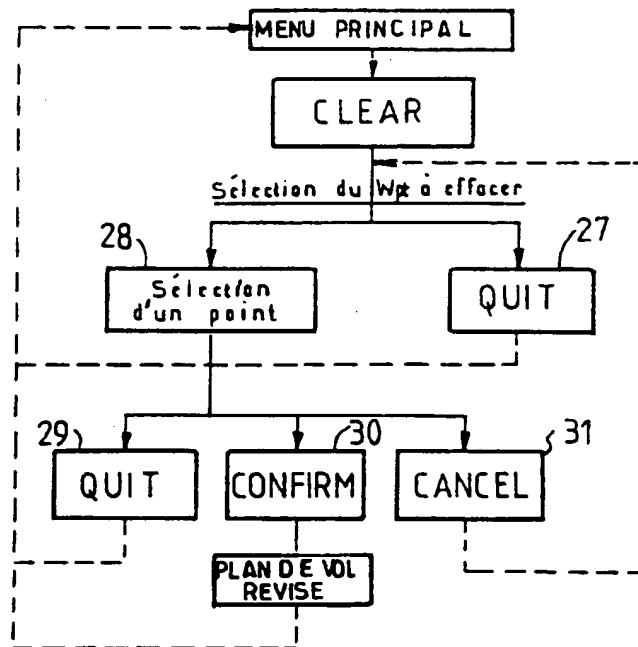 MENU PRINCIPAL
CLEAR
Sélection du Wpt à effacer
28
27
Sélection
d'un point
QUIT
29
30
31
QUIT
CONFIRM
CANCEL
PLAN DE VOL
REVISE